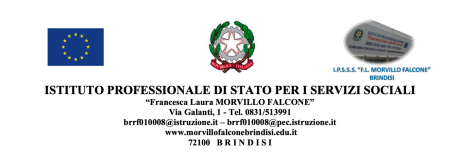 I.P.S.S.S. "F.L. MORVILLO FALCONE"
BRINDISI
ISTITUTO PROFESSIONALE DI STATO PER I SERVIZI SOCIALI
"Francesca Laura MORVILLO FALCONE"
Via Galanti, 1 - Tel. 0831/513991
brrf010008@istruzione.it – brrf010008@pec.istruzione.it
www.morvillofalconebrindisi.edu.it
72100 B R I N D I S I